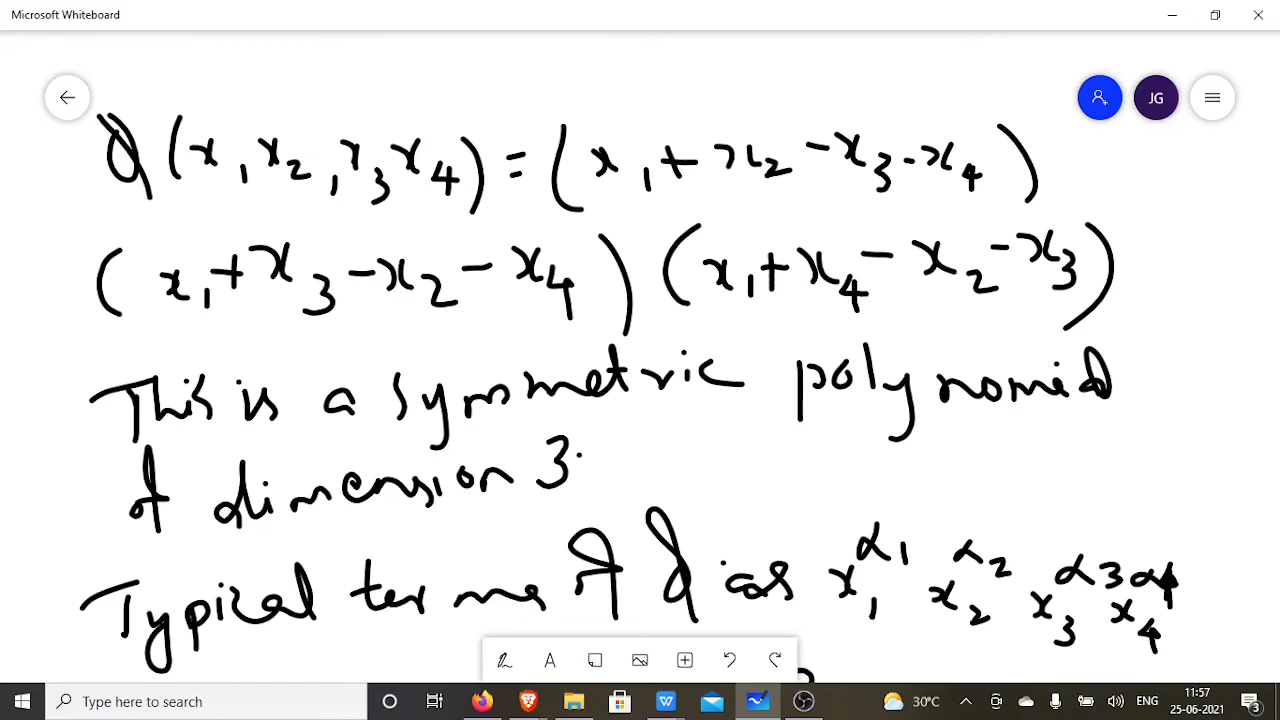 Microsoft Whiteboard
JG
Q(x₁ x₂, x₃ x₄) = (x₁ + x₂ - x₃ - x₄)
(x₁ + x₃ - x₂ - x₄) (x₁ + x₄ - x₂ - x₃)
This is a symmetric polynomial
of dimension 3.
Typical terms of as x₁^α1 x₂^α2 x₃^α3 x₄^α4
Type here to search
30°C
ENG
11:57
25-06-2021
3